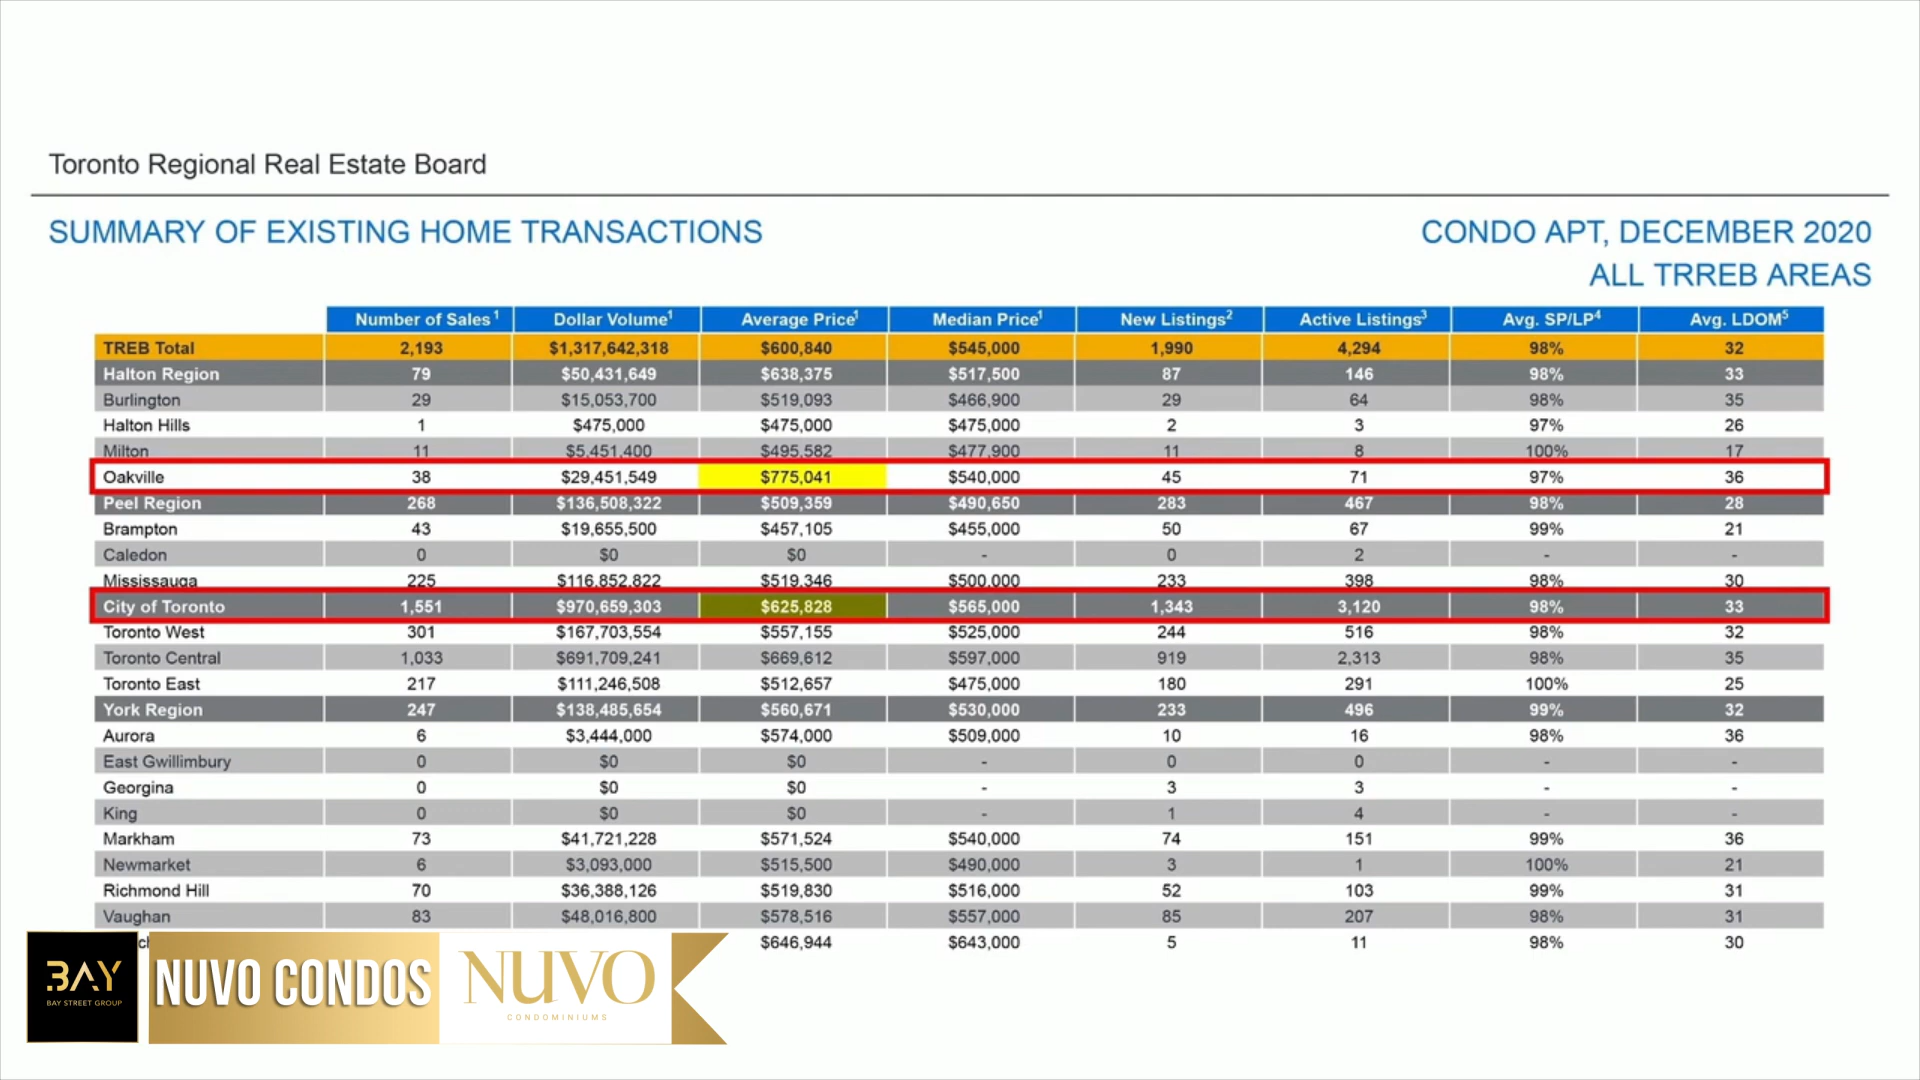 Toronto Regional Real Estate Board
SUMMARY OF EXISTING HOME TRANSACTIONS
CONDO APT, DECEMBER 2020
ALL TRREB AREAS
Number of Sales1 Dollar Volume1 Average Price1 Median Price1 New Listings2 Active Listings3 Avg. SP/LP4 Avg. LDOM5
TREB Total 2,193 $1,317,642,318 $600,840 $545,000 1,990 4,294 98% 32
Halton Region 79 $50,431,649 $638,375 $517,500 87 146 98% 33
Burlington 29 $15,053,700 $519,093 $466,900 29 64 98% 35
Halton Hills 1 $475,000 $475,000 $475,000 2 3 97% 26
Milton 11 $5,451,400 $495,582 $477,900 11 8 100% 17
Oakville 38 $29,451,549 $775,041 $540,000 45 71 97% 36
Peel Region 268 $136,508,322 $509,359 $490,650 283 467 98% 28
Brampton 43 $19,655,500 $457,105 $455,000 50 67 99% 21
Caledon 0 $0 $0 - 0 2 - -
Mississauga 225 $116,852,822 $519,346 $500,000 233 398 98% 30
City of Toronto 1,551 $970,659,303 $625,828 $565,000 1,343 3,120 98% 33
Toronto West 301 $167,703,554 $557,155 $525,000 244 516 98% 32
Toronto Central 1,033 $691,709,241 $669,612 $597,000 919 2,313 98% 35
Toronto East 217 $111,246,508 $512,657 $475,000 180 291 100% 25
York Region 247 $138,485,654 $560,671 $530,000 233 496 99% 32
Aurora 6 $3,444,000 $574,000 $509,000 10 16 98% 36
East Gwillimbury 0 $0 $0 - 0 0 - -
Georgina 0 $0 $0 - 3 3 - -
King 0 $0 $0 - 1 4 - -
Markham 73 $41,721,228 $571,524 $540,000 74 151 99% 36
Newmarket 6 $3,093,000 $515,500 $490,000 3 1 100% 21
Richmond Hill 70 $36,388,126 $519,830 $516,000 52 103 99% 31
Vaughan 83 $48,016,800 $578,516 $557,000 85 207 98% 31
$646,944 $643,000 5 11 98% 30
BAY
BAY STREET GROUP
NUVO CONDOS
NUVO
CONDOMINIUMS